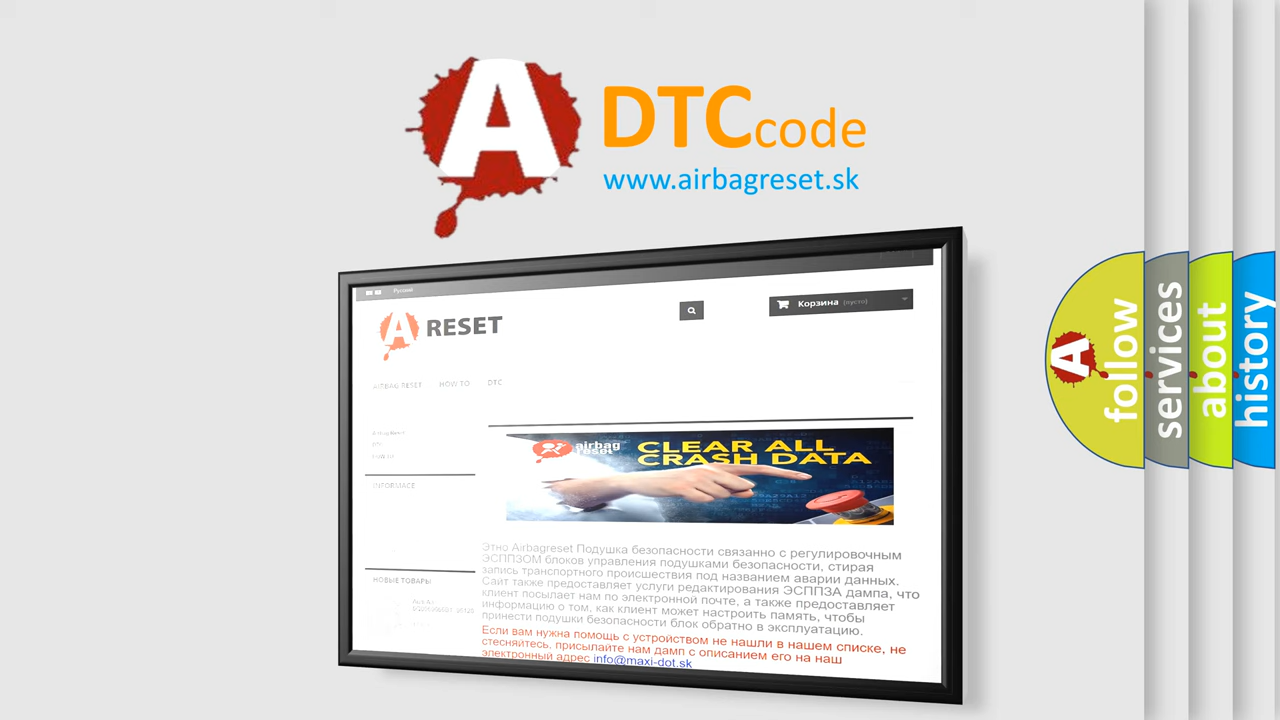 A
DTCcode
www.airbagreset.sk
Русский
A RESET
Корзина (пусто)
AIRBAG RESET HOW TO DTC
INFORMACE
airbag
reset
CLEAR ALL
CRASH DATA
Этно Airbagreset Подушка безопасности связанно с регулировочным
ЭСППЗОМ блоков управления подушками безопасности, стирая
запись транспортного происшествия под названием аварии данных.
Сайт также предоставляет услуги редактирования ЭСППЗА дампа, что
клиент посылает нам по электронной почте, а также предоставляет
информацию о том, как клиент может настроить память, чтобы
принести подушки безопасности блок обратно в эксплуатацию.
Если вам нужна помощь с устройством не нашли в нашем списке, не
стесняйтесь, присылайте нам дамп с описанием его на наш
электронный адрес info@maxi-dot.sk
НОВЫЕ ТОВАРЫ
A
follow
services
about
history